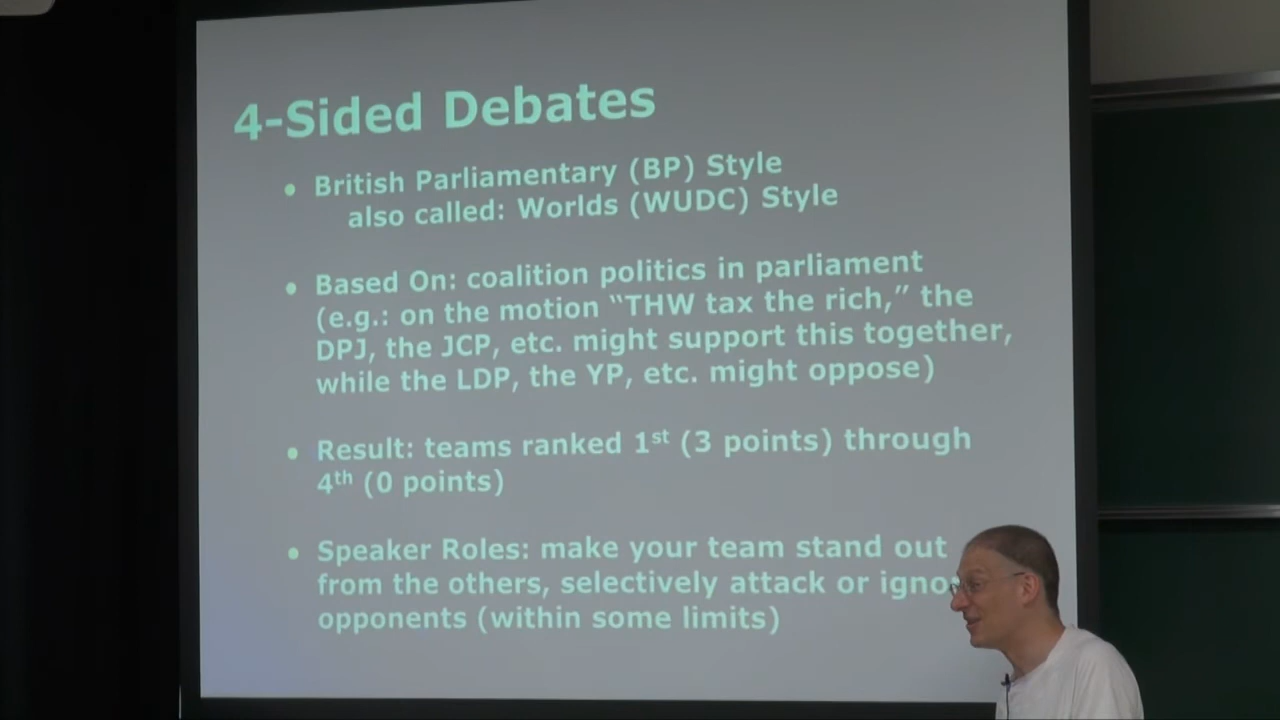 4-Sided Debates
• British Parliamentary (BP) Style
also called: Worlds (WUDC) Style
• Based On: coalition politics in parliament
(e.g.: on the motion “THW tax the rich,” the
DPJ, the JCP, etc. might support this together,
while the LDP, the YP, etc. might oppose)
• Result: teams ranked 1st (3 points) through
4th (0 points)
• Speaker Roles: make your team stand out
from the others, selectively attack or
opponents (within some limits)